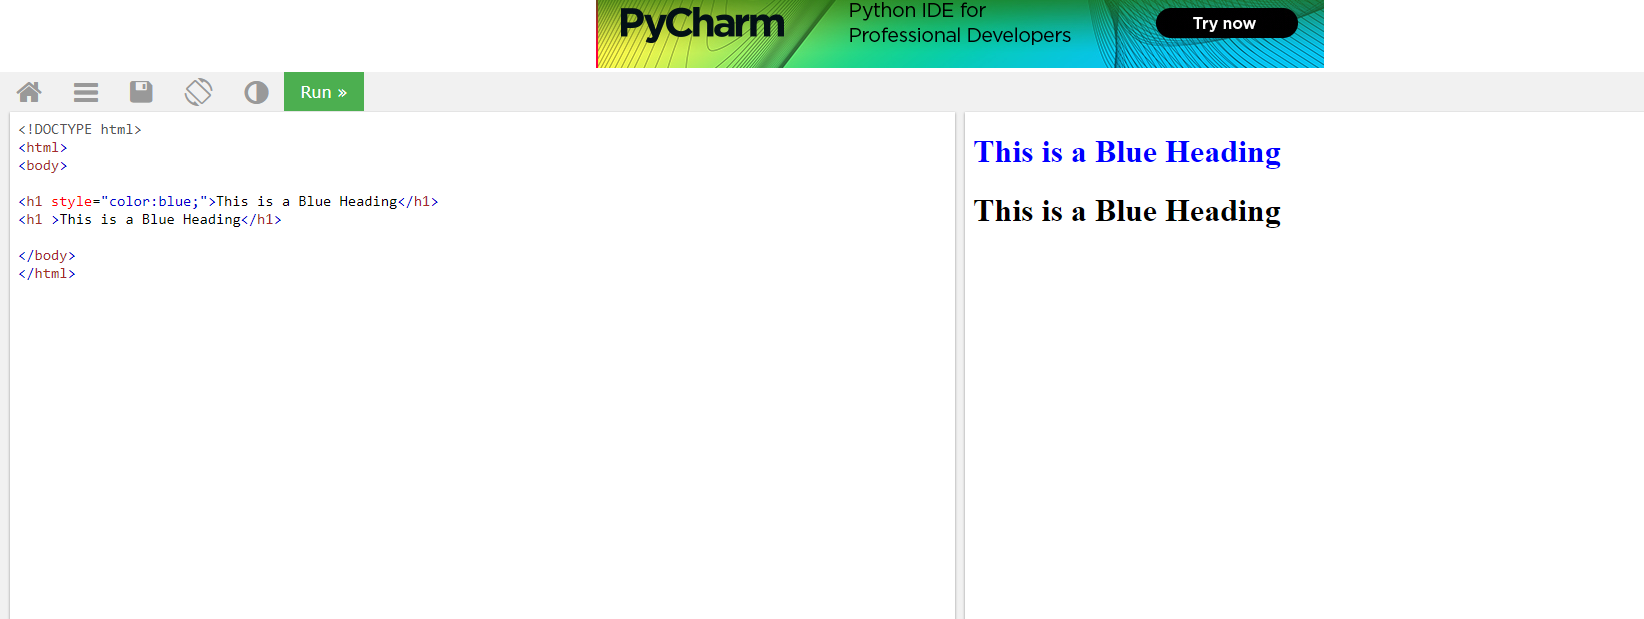 PyCharm
Python IDE for
Professional Developers
Try now
Run »
<!DOCTYPE html>
<html>
<body>
<h1 style="color:blue;">This is a Blue Heading</h1>
<h1 >This is a Blue Heading</h1>
</body>
</html>
This is a Blue Heading
This is a Blue Heading